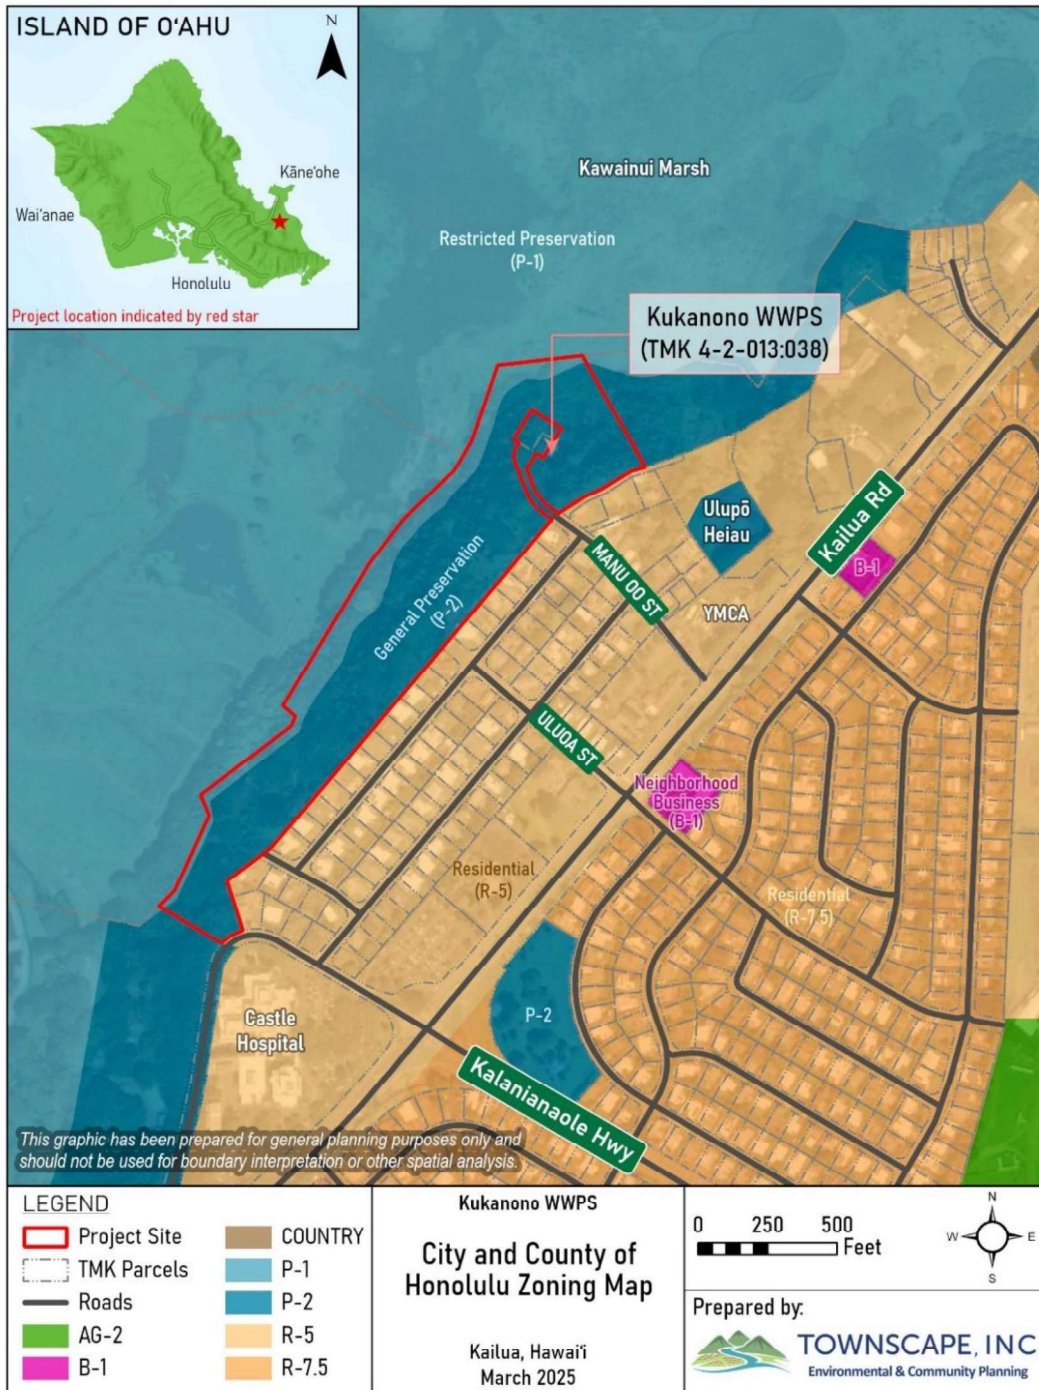 ISLAND OF OʻAHU
N
Kāneʻohe
Waiʻanae
Honolulu
Project location indicated by red star
Kawainui Marsh
Restricted Preservation
(P-1)
Kukanono WWPS
(TMK 4-2-013:038)
Ulupō
Heiau
Kailua Rd
B-1
MANU OO ST
YMCA
General Preservation
(P-2)
ULUOA ST
Neighborhood
Business
(B-1)
Residential
(R-5)
Residential
(R-7.5)
P-2
Castle
Hospital
Kalanianaole Hwy
This graphic has been prepared for general planning purposes only and
should not be used for boundary interpretation or other spatial analysis.
LEGEND
Project Site
TMK Parcels
Roads
AG-2
B-1
COUNTRY
P-1
P-2
R-5
R-7.5
Kukanono WWPS
City and County of
Honolulu Zoning Map
Kailua, Hawaiʻi
March 2025
0 250 500
Feet
N
W E
S
Prepared by:
TOWNSCAPE, INC
Environmental & Community Planning